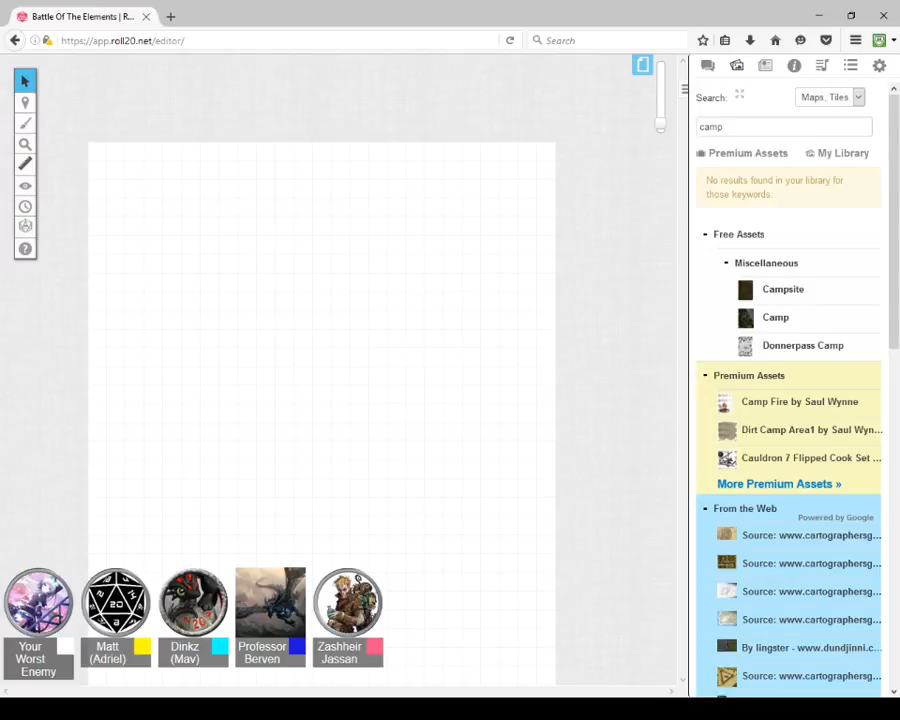 Battle Of The Elements | R...
https://app.roll20.net/editor/
Search
Search:
Maps, Tiles
camp
Premium Assets
My Library
No results found in your library for
those keywords.
Free Assets
Miscellaneous
Campsite
Camp
Donnerpass Camp
Premium Assets
Camp Fire by Saul Wynne
Dirt Camp Area1 by Saul Wyn...
Cauldron 7 Flipped Cook Set ...
More Premium Assets »
From the Web
Powered by Google
Source: www.cartographersg...
Source: www.cartographersg...
Source: www.cartographersg...
Source: www.cartographersg...
By lingster - www.dundjinni.c...
Source: www.cartographersg...
20
Your
Worst
Enemy
Matt
(Adriel)
Dinkz
(Mav)
Professor
Berven
Zashheir
Jassan